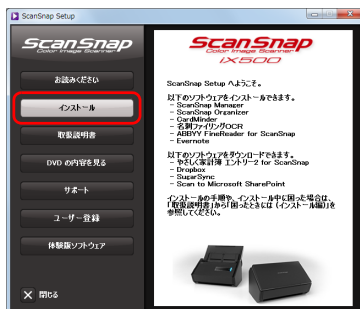 ScanSnap Setup
ScanSnap
Color Image Scanner
お読みください
インストール
取扱説明書
DVD の内容を見る
サポート
ユーザー登録
体験版ソフトウェア
閉じる
ScanSnap
Color Image Scanner
iX500
ScanSnap Setup へようこそ。
以下のソフトウェアをインストールできます。
- ScanSnap Manager
- ScanSnap Organizer
- CardMinder
- 名刺ファイリングOCR
- ABBYY FineReader for ScanSnap
- Evernote
以下のソフトウェアをダウンロードできます。
- やさしく家計簿 エントリー2 for ScanSnap
- Dropbox
- SugarSync
- Scan to Microsoft SharePoint
インストールの手順や、インストール中に困った場合は、
「取扱説明書」から「困ったときには (インストール編)」を
参照してください。